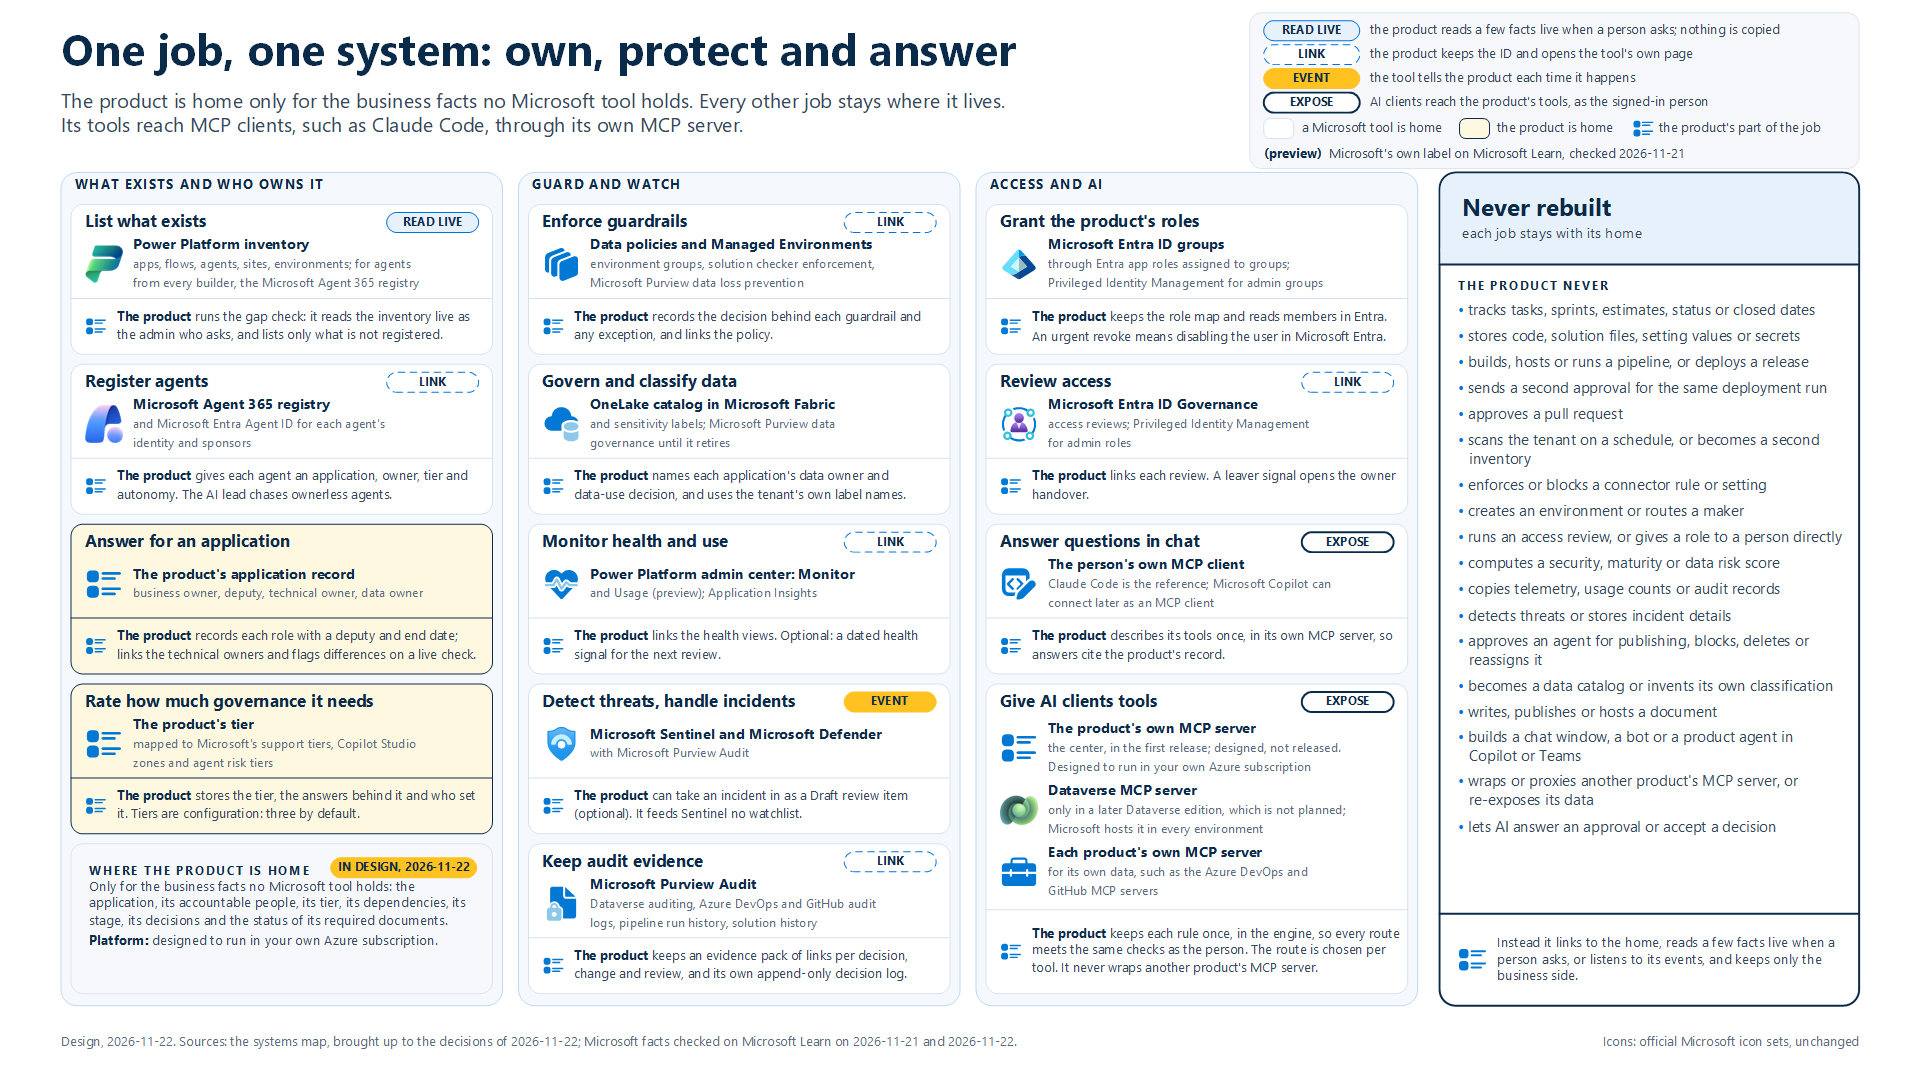 One job, one system: own, protect and answer
The product is home only for the business facts no Microsoft tool holds. Every other job stays where it lives.
Its tools reach MCP clients, such as Claude Code, through its own MCP server.
READ LIVE the product reads a few facts live when a person asks; nothing is copied
LINK the product keeps the ID and opens the tool's own page
EVENT the tool tells the product each time it happens
EXPOSE AI clients reach the product's tools, as the signed-in person
a Microsoft tool is home the product is home the product's part of the job
(preview) Microsoft's own label on Microsoft Learn, checked 2026-11-21
WHAT EXISTS AND WHO OWNS IT
List what exists READ LIVE
Power Platform inventory
apps, flows, agents, sites, environments; for agents
from every builder, the Microsoft Agent 365 registry
The product runs the gap check: it reads the inventory live as
the admin who asks, and lists only what is not registered.
Register agents LINK
Microsoft Agent 365 registry
and Microsoft Entra Agent ID for each agent's
identity and sponsors
The product gives each agent an application, owner, tier and
autonomy. The AI lead chases ownerless agents.
Answer for an application
The product's application record
business owner, deputy, technical owner, data owner
The product records each role with a deputy and end date;
links the technical owners and flags differences on a live check.
Rate how much governance it needs
The product's tier
mapped to Microsoft's support tiers, Copilot Studio
zones and agent risk tiers
The product stores the tier, the answers behind it and who set
it. Tiers are configuration: three by default.
WHERE THE PRODUCT IS HOME IN DESIGN, 2026-11-22
Only for the business facts no Microsoft tool holds: the
application, its accountable people, its tier, its dependencies, its
stage, its decisions and the status of its required documents.
Platform: designed to run in your own Azure subscription.
GUARD AND WATCH
Enforce guardrails LINK
Data policies and Managed Environments
environment groups, solution checker enforcement,
Microsoft Purview data loss prevention
The product records the decision behind each guardrail and
any exception, and links the policy.
Govern and classify data
OneLake catalog in Microsoft Fabric
and sensitivity labels; Microsoft Purview data
governance until it retires
The product names each application's data owner and
data-use decision, and uses the tenant's own label names.
Monitor health and use LINK
Power Platform admin center: Monitor
and Usage (preview); Application Insights
The product links the health views. Optional: a dated health
signal for the next review.
Detect threats, handle incidents EVENT
Microsoft Sentinel and Microsoft Defender
with Microsoft Purview Audit
The product can take an incident in as a Draft review item
(optional). It feeds Sentinel no watchlist.
Keep audit evidence LINK
Microsoft Purview Audit
Dataverse auditing, Azure DevOps and GitHub audit
logs, pipeline run history, solution history
The product keeps an evidence pack of links per decision,
change and review, and its own append-only decision log.
ACCESS AND AI
Grant the product's roles
Microsoft Entra ID groups
through Entra app roles assigned to groups;
Privileged Identity Management for admin groups
The product keeps the role map and reads members in Entra.
An urgent revoke means disabling the user in Microsoft Entra.
Review access LINK
Microsoft Entra ID Governance
access reviews; Privileged Identity Management
for admin roles
The product links each review. A leaver signal opens the owner
handover.
Answer questions in chat EXPOSE
The person's own MCP client
Claude Code is the reference; Microsoft Copilot can
connect later as an MCP client
The product describes its tools once, in its own MCP server, so
answers cite the product's record.
Give AI clients tools EXPOSE
The product's own MCP server
the center, in the first release; designed, not released.
Designed to run in your own Azure subscription
Dataverse MCP server
only in a later Dataverse edition, which is not planned;
Microsoft hosts it in every environment
Each product's own MCP server
for its own data, such as the Azure DevOps and
GitHub MCP servers
The product keeps each rule once, in the engine, so every route
meets the same checks as the person. The route is chosen per
tool. It never wraps another product's MCP server.
Never rebuilt
each job stays with its home
THE PRODUCT NEVER
• tracks tasks, sprints, estimates, status or closed dates
• stores code, solution files, setting values or secrets
• builds, hosts or runs a pipeline, or deploys a release
• sends a second approval for the same deployment run
• approves a pull request
• scans the tenant on a schedule, or becomes a second
inventory
• enforces or blocks a connector rule or setting
• creates an environment or routes a maker
• runs an access review, or gives a role to a person directly
• computes a security, maturity or data risk score
• copies telemetry, usage counts or audit records
• detects threats or stores incident details
• approves an agent for publishing, blocks, deletes or
reassigns it
• becomes a data catalog or invents its own classification
• writes, publishes or hosts a document
• builds a chat window, a bot or a product agent in
Copilot or Teams
• wraps or proxies another product's MCP server, or
re-exposes its data
• lets AI answer an approval or accept a decision
Instead it links to the home, reads a few facts live when a
person asks, or listens to its events, and keeps only the
business side.
Design, 2026-11-22. Sources: the systems map, brought up to the decisions of 2026-11-22; Microsoft facts checked on Microsoft Learn on 2026-11-21 and 2026-11-22.
Icons: official Microsoft icon sets, unchanged